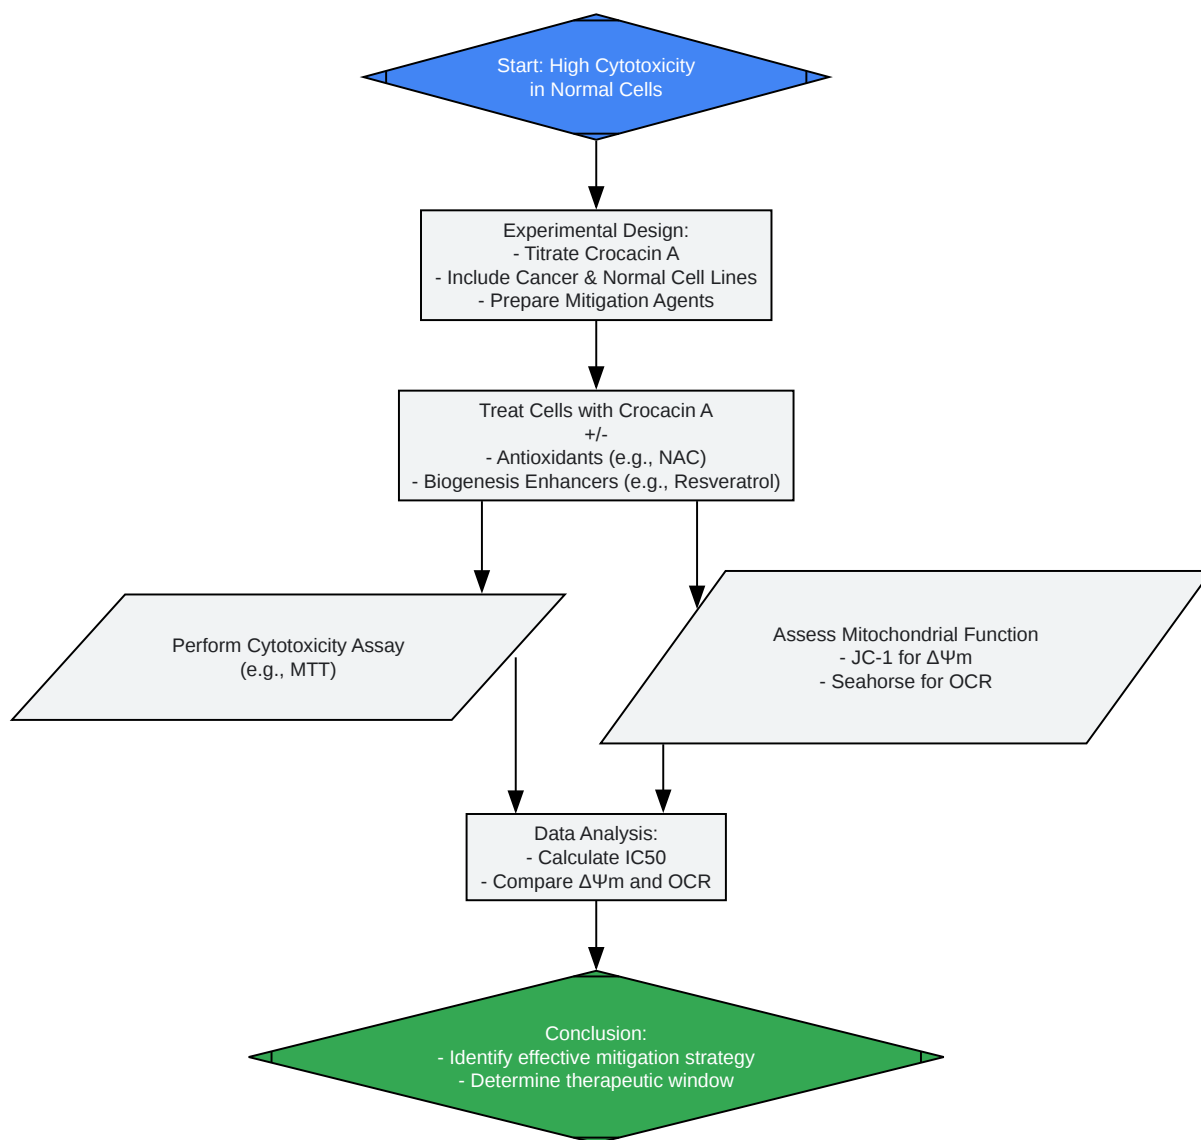 Start: High Cytotoxicity
in Normal Cells
Experimental Design:
- Titrate Crocacin A
- Include Cancer & Normal Cell Lines
- Prepare Mitigation Agents
Treat Cells with Crocacin A
+/-
- Antioxidants (e.g., NAC)
- Biogenesis Enhancers (e.g., Resveratrol)
Perform Cytotoxicity Assay
(e.g., MTT)
Assess Mitochondrial Function
- JC-1 for ΔΨm
- Seahorse for OCR
Data Analysis:
- Calculate IC50
- Compare ΔΨm and OCR
Conclusion:
- Identify effective mitigation strategy
- Determine therapeutic window